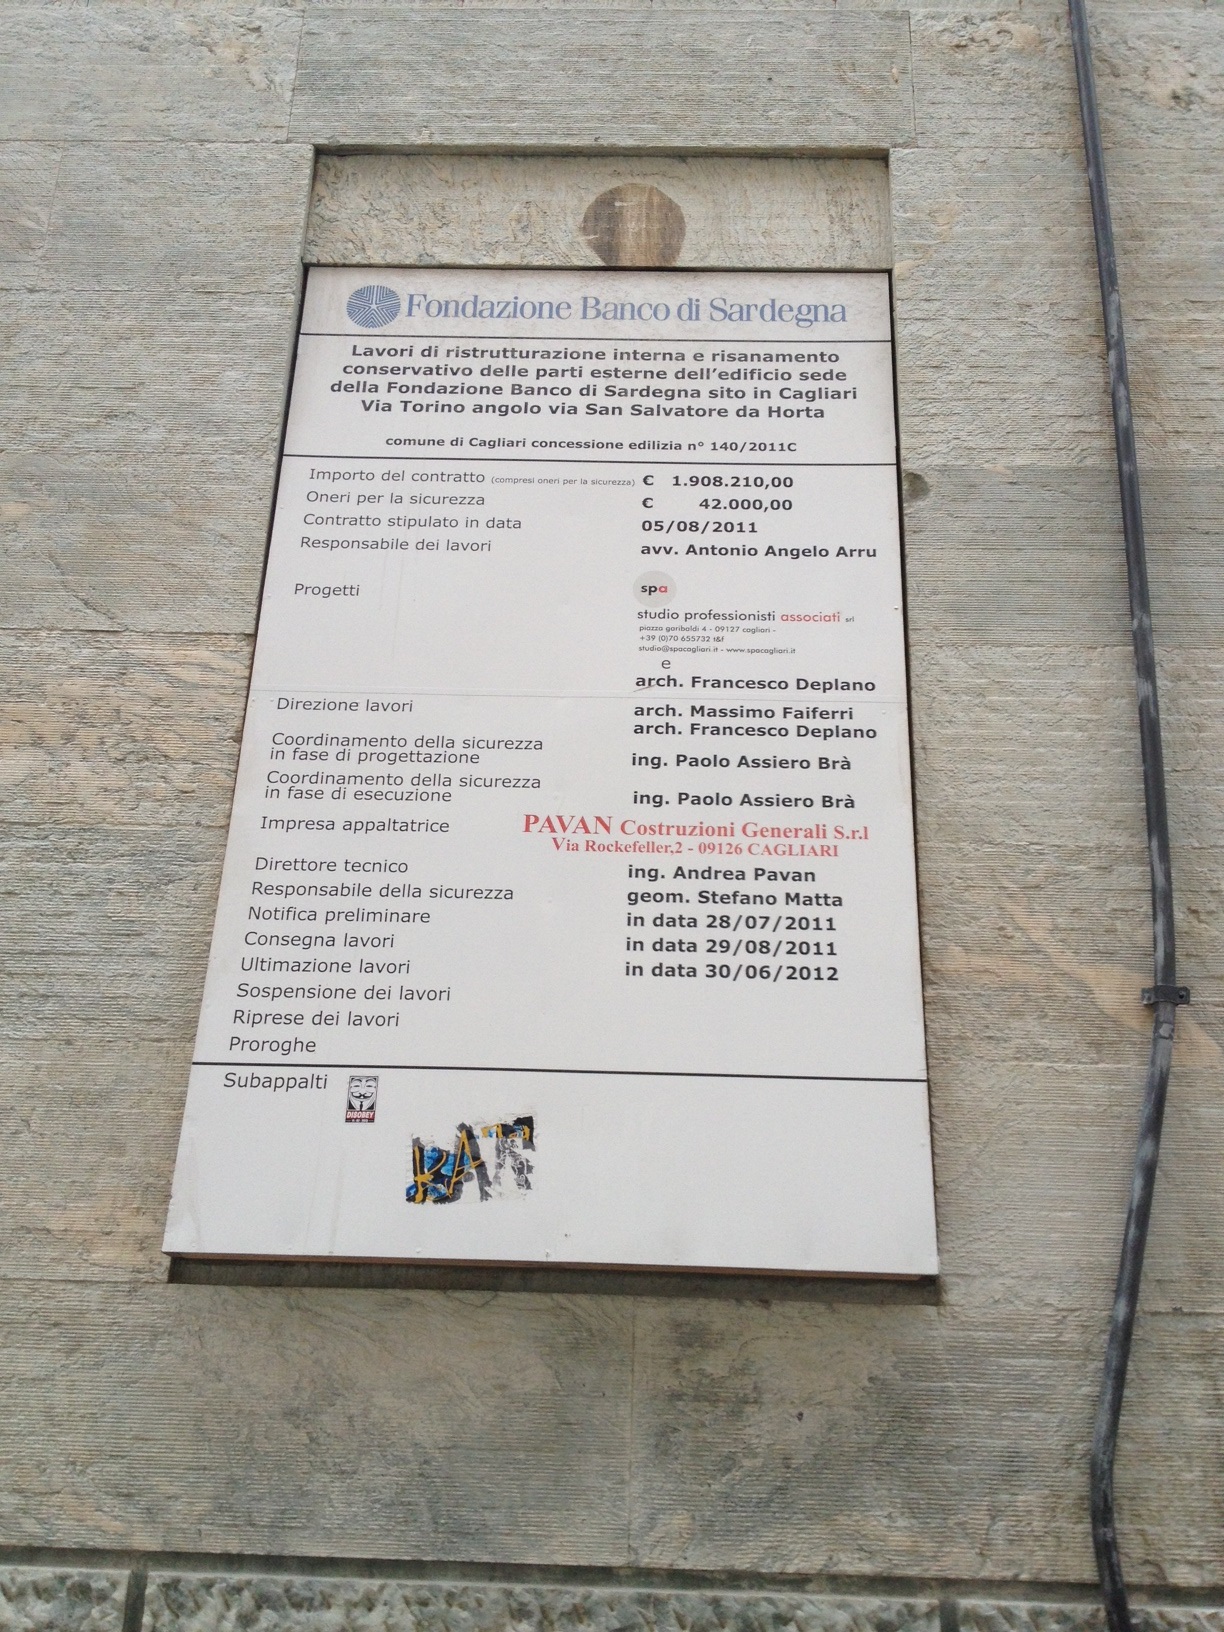 Fondazione Banco di Sardegna
Lavori di ristrutturazione interna e risanamento
conservativo delle parti esterne dell'edificio sede
della Fondazione Banco di Sardegna sito in Cagliari
Via Torino angolo via San Salvatore da Horta
comune di Cagliari concessione edilizia n° 140/2011C
Importo del contratto (compresi oneri per la sicurezza) € 1.908.210,00
Oneri per la sicurezza € 42.000,00
Contratto stipulato in data 05/08/2011
Responsabile dei lavori avv. Antonio Angelo Arru
Progetti spa
studio professionisti associati srl
piazza garibaldi 4 - 09127 cagliari -
+39 (0)70 655732 t&f
studio@spacagliari.it - www.spacagliari.it
e
arch. Francesco Deplano
Direzione lavori arch. Massimo Faiferri
arch. Francesco Deplano
Coordinamento della sicurezza
in fase di progettazione ing. Paolo Assiero Brà
Coordinamento della sicurezza
in fase di esecuzione ing. Paolo Assiero Brà
Impresa appaltatrice PAVAN Costruzioni Generali S.r.l
Via Rockefeller,2 - 09126 CAGLIARI
Direttore tecnico ing. Andrea Pavan
Responsabile della sicurezza geom. Stefano Matta
Notifica preliminare in data 28/07/2011
Consegna lavori in data 29/08/2011
Ultimazione lavori in data 30/06/2012
Sospensione dei lavori
Riprese dei lavori
Proroghe
Subappalti
DISOBEY